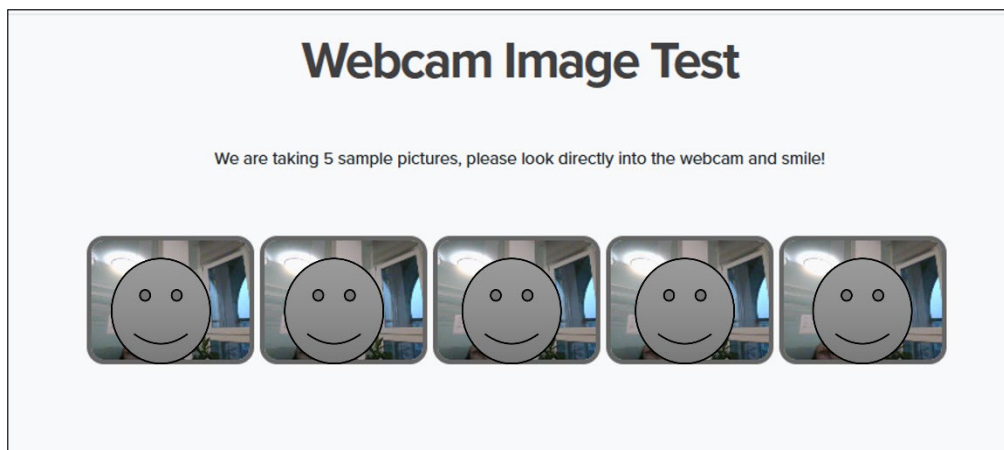 Webcam Image Test
We are taking 5 sample pictures, please look directly into the webcam and smile!